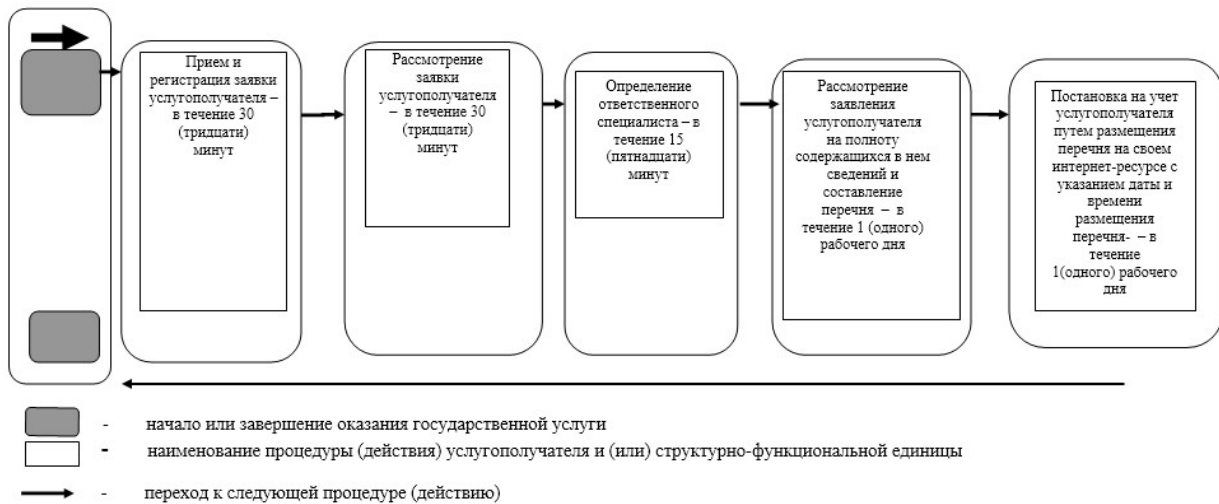 Прием и
регистрация заявки
услугополучателя –
в течение 30
(тридцати)
минут
Рассмотрение
заявки
услугополучателя
– в течение 30
(тридцати)
минут
Определение
ответственного
специалиста – в
течение 15
(пятнадцати)
минут
Рассмотрение
заявления
услугополучателя
на полноту
содержащихся в нем
сведений и
составление
перечня – в
течение 1 (одного)
рабочего дня
Постановка на учет
услугополучателя
путем размещения
перечня на своем
интернет-ресурсе с
указанием даты и
времени
размещения
перечня- – в
течение
1(одного) рабочего
дня
- начало или завершение оказания государственной услуги
- наименование процедуры (действия) услугополучателя и (или) структурно-функциональной единицы
- переход к следующей процедуре (действию)